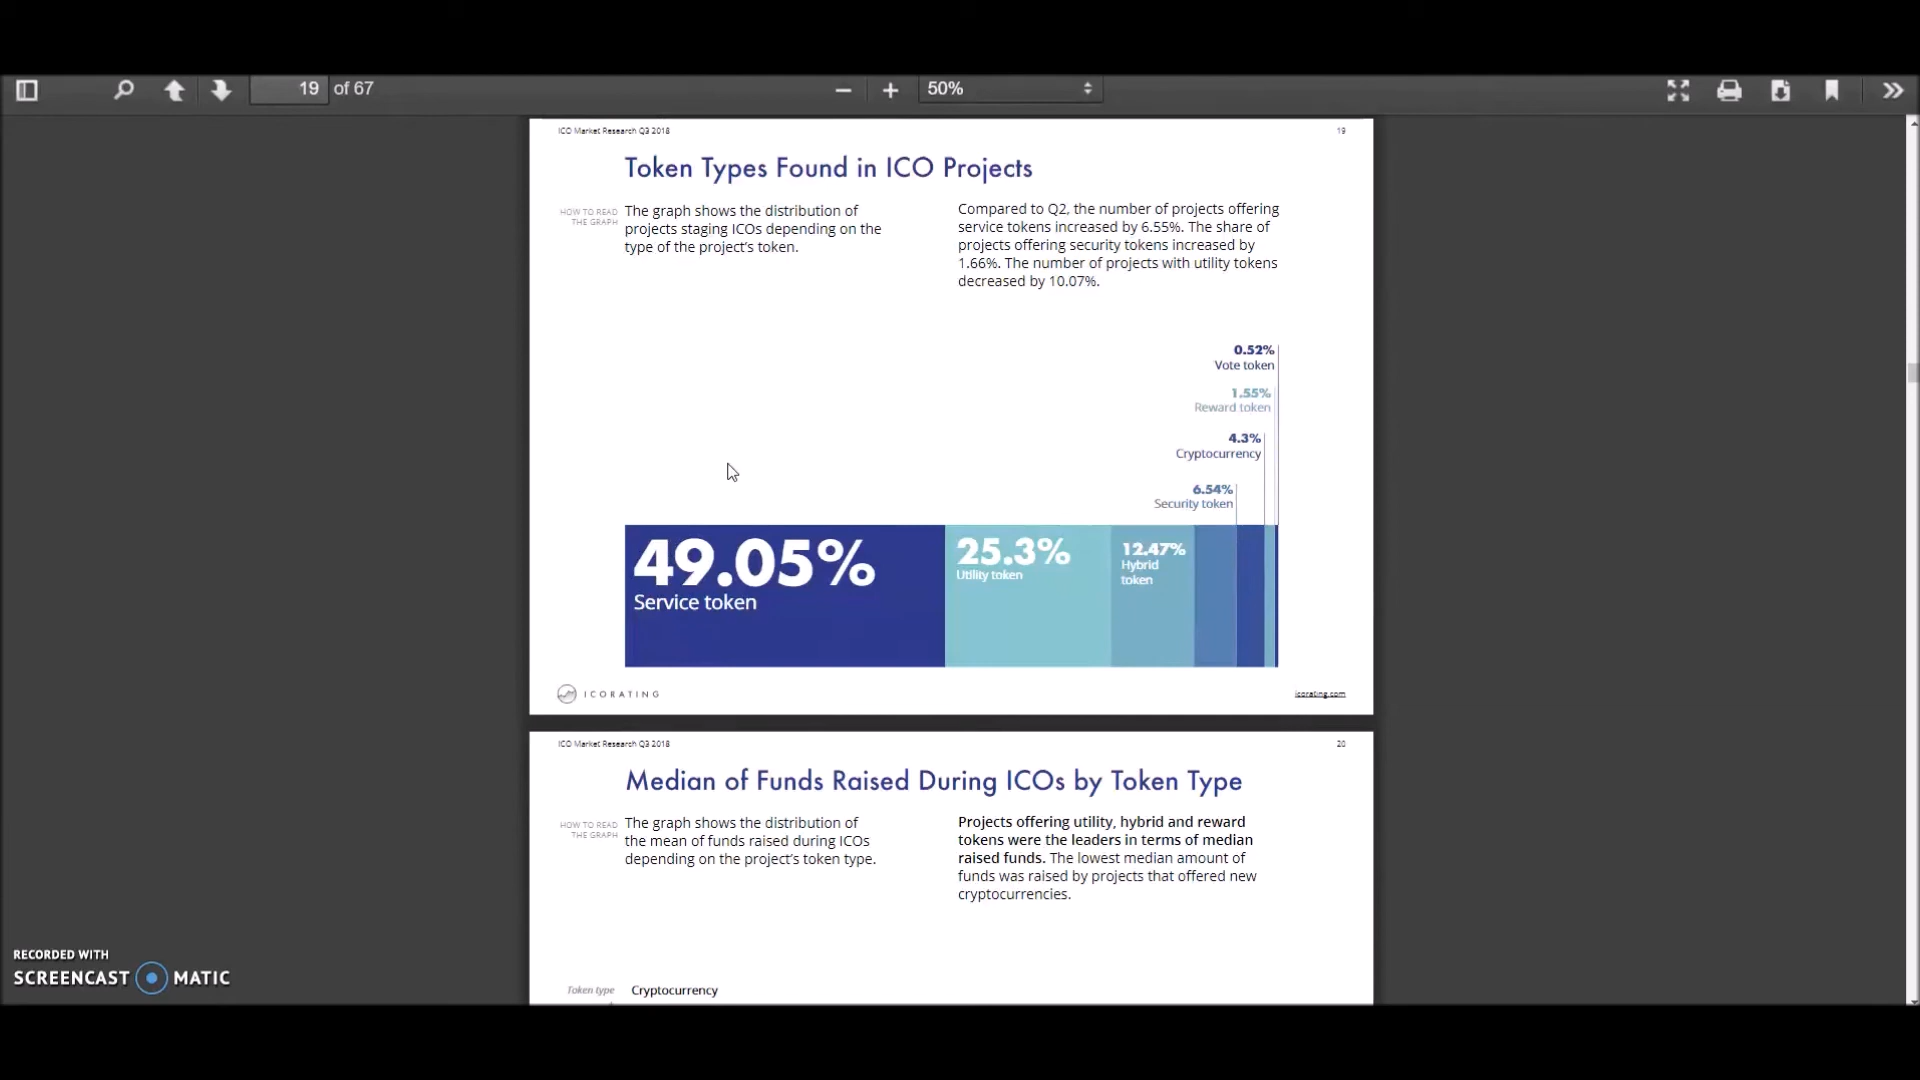 19 of 67
50%
ICO Market Research Q3 2018
19
Token Types Found in ICO Projects
HOW TO READ
THE GRAPH
The graph shows the distribution of
projects staging ICOs depending on the
type of the project's token.
Compared to Q2, the number of projects offering
service tokens increased by 6.55%. The share of
projects offering security tokens increased by
1.66%. The number of projects with utility tokens
decreased by 10.07%.
0.52%
Vote token
1.55%
Reward token
4.3%
Cryptocurrency
6.54%
Security token
49.05%
Service token
25.3%
Utility token
12.47%
Hybrid
token
ICORATING
icorating.com
ICO Market Research Q3 2018
20
Median of Funds Raised During ICOs by Token Type
HOW TO READ
THE GRAPH
The graph shows the distribution of
the mean of funds raised during ICOs
depending on the project's token type.
Projects offering utility, hybrid and reward
tokens were the leaders in terms of median
raised funds. The lowest median amount of
funds was raised by projects that offered new
cryptocurrencies.
Token type
Cryptocurrency
RECORDED WITH
SCREENCAST MATIC